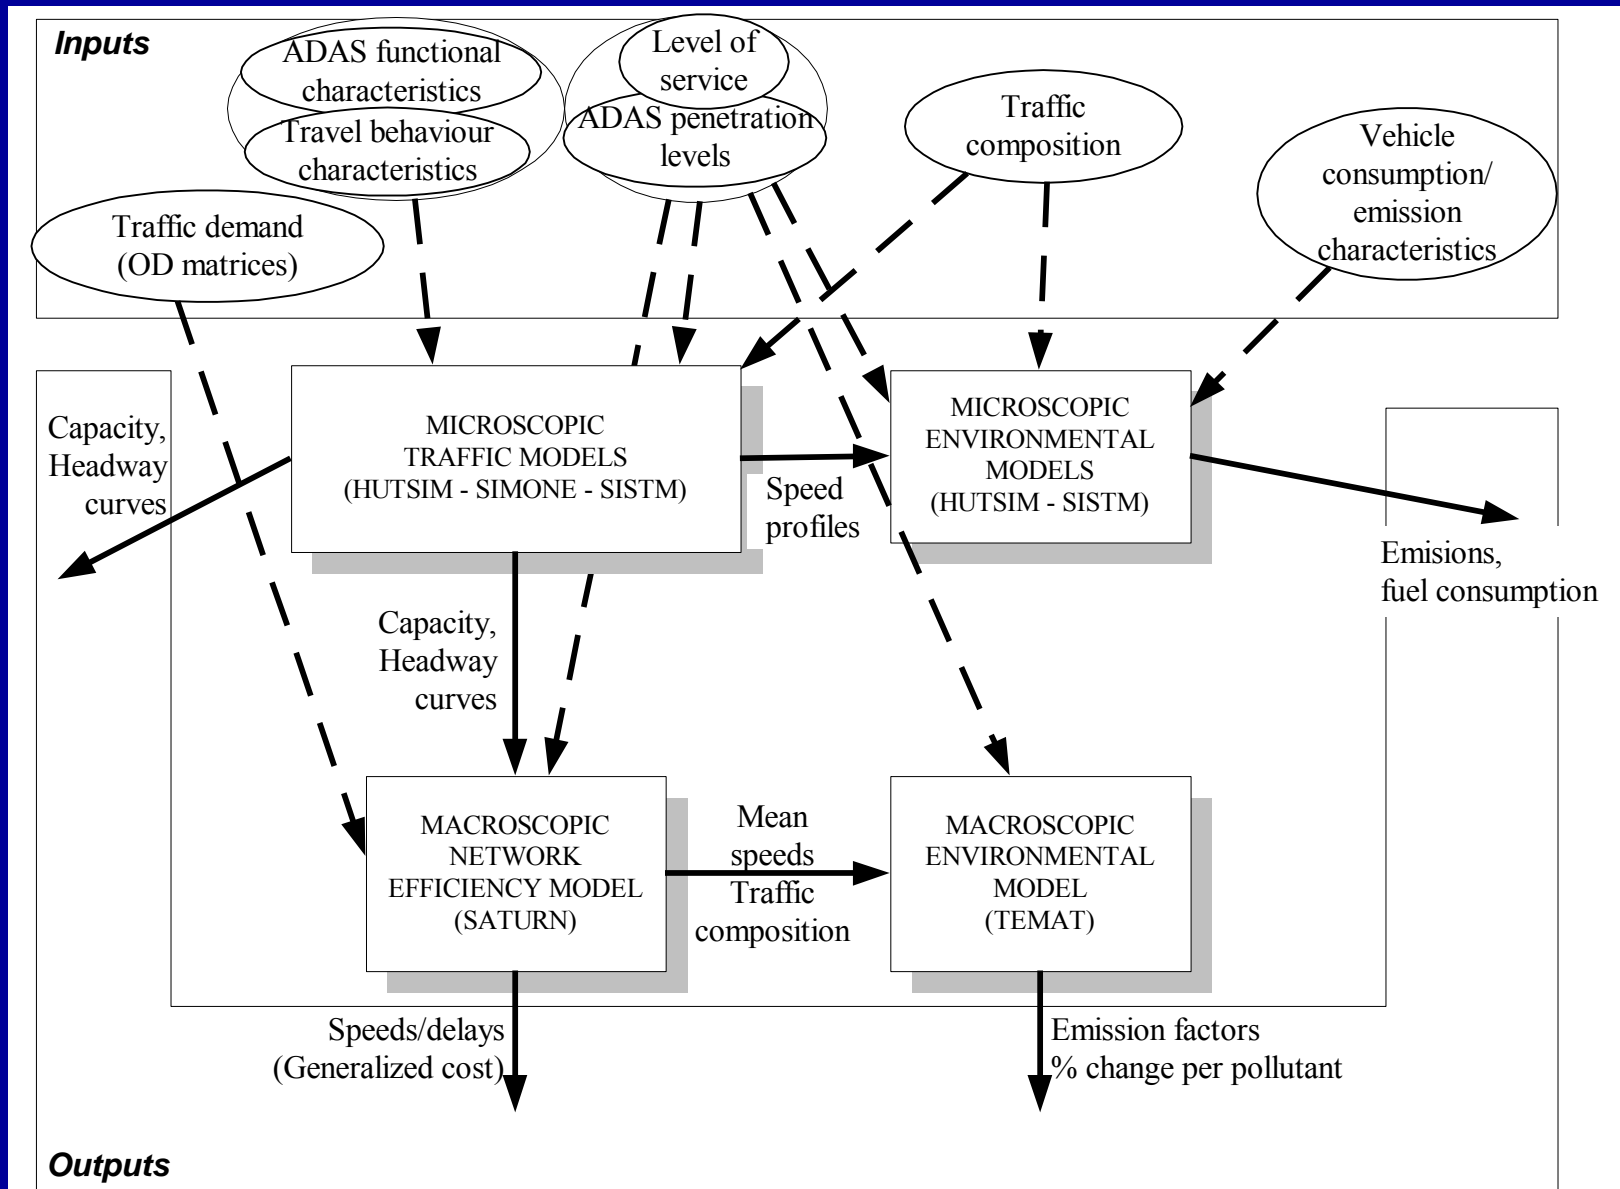 Inputs
ADAS functional
characteristics
Travel behaviour
characteristics
Level of
service
ADAS penetration
levels
Traffic
composition
Vehicle
consumption/
emission
characteristics
Traffic demand
(OD matrices)
Capacity,
Headway
curves
MICROSCOPIC
TRAFFIC MODELS
(HUTSIM - SIMONE - SISTM)
Speed
profiles
MICROSCOPIC
ENVIRONMENTAL
MODELS
(HUTSIM - SISTM)
Emisions,
fuel consumption
Capacity,
Headway
curves
MACROSCOPIC
NETWORK
EFFICIENCY MODEL
(SATURN)
Mean
speeds
Traffic
composition
MACROSCOPIC
ENVIRONMENTAL
MODEL
(TEMAT)
Speeds/delays
(Generalized cost)
Emission factors
% change per pollutant
Outputs